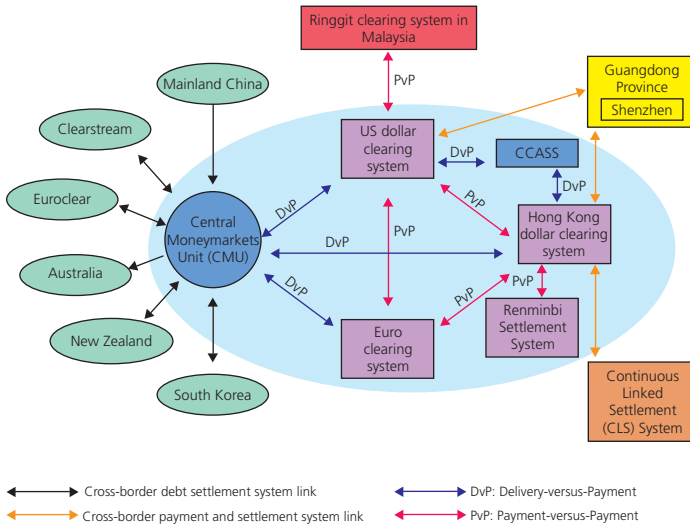 Ringgit clearing system in
Malaysia
Mainland China
PvP
Guangdong
Province
Shenzhen
Clearstream
US dollar
clearing
system
DvP
CCASS
Euroclear
DvP
PvP
DvP
Central
Moneymarkets
Unit (CMU)
DvP
PvP
Hong Kong
dollar clearing
system
Australia
DvP
PvP
PvP
New Zealand
Euro
clearing
system
Renminbi
Settlement
System
South Korea
Continuous
Linked
Settlement
(CLS) System
Cross-border debt settlement system link
DvP: Delivery-versus-Payment
Cross-border payment and settlement system link
PvP: Payment-versus-Payment